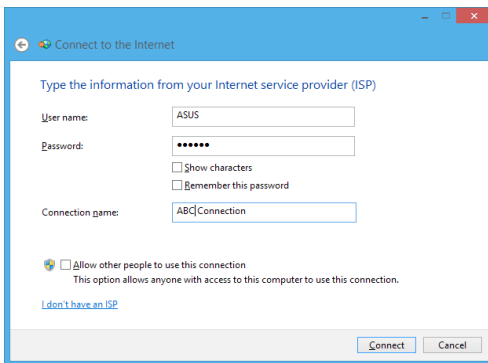 Connect to the Internet
Type the information from your Internet service provider (ISP)
User name:
ASUS
Password:
••••••
Show characters
Remember this password
Connection name:
ABC Connection
Allow other people to use this connection
This option allows anyone with access to this computer to use this connection.
I don't have an ISP
Connect
Cancel